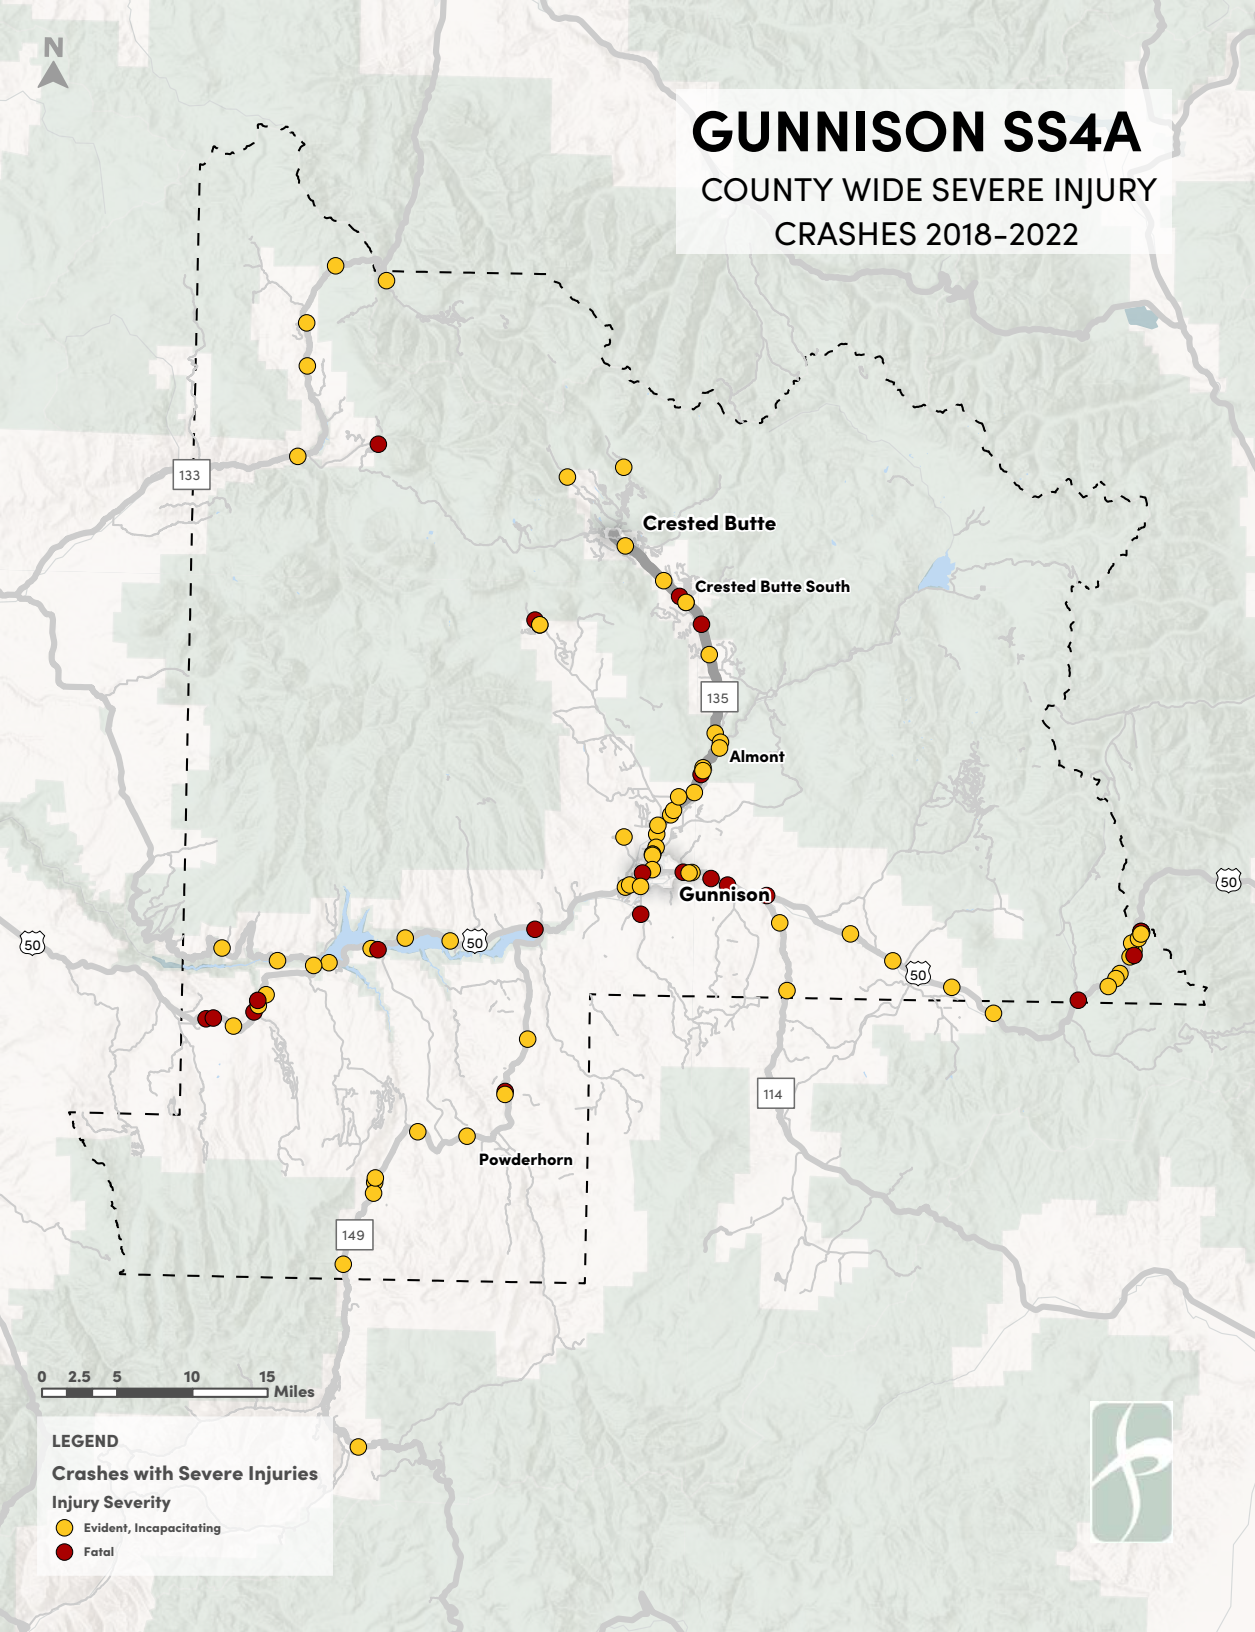 N
GUNNISON SS4A
COUNTY WIDE SEVERE INJURY
CRASHES 2018-2022
133
Crested Butte
Crested Butte South
135
Almont
50
Gunnison
50
50
50
114
Powderhorn
149
0 2.5 5 10 15
Miles
LEGEND
Crashes with Severe Injuries
Injury Severity
Evident, Incapacitating
Fatal